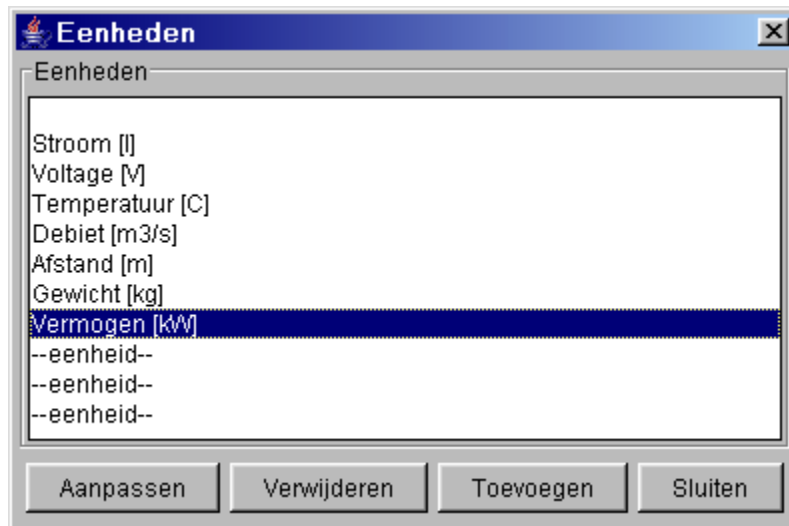 Eenheden
Eenheden
Stroom [I]
Voltage [V]
Temperatuur [C]
Debiet [m3/s]
Afstand [m]
Gewicht [kg]
Vermogen [kW]
--eenheid--
--eenheid--
--eenheid--
Aanpassen Verwijderen Toevoegen Sluiten